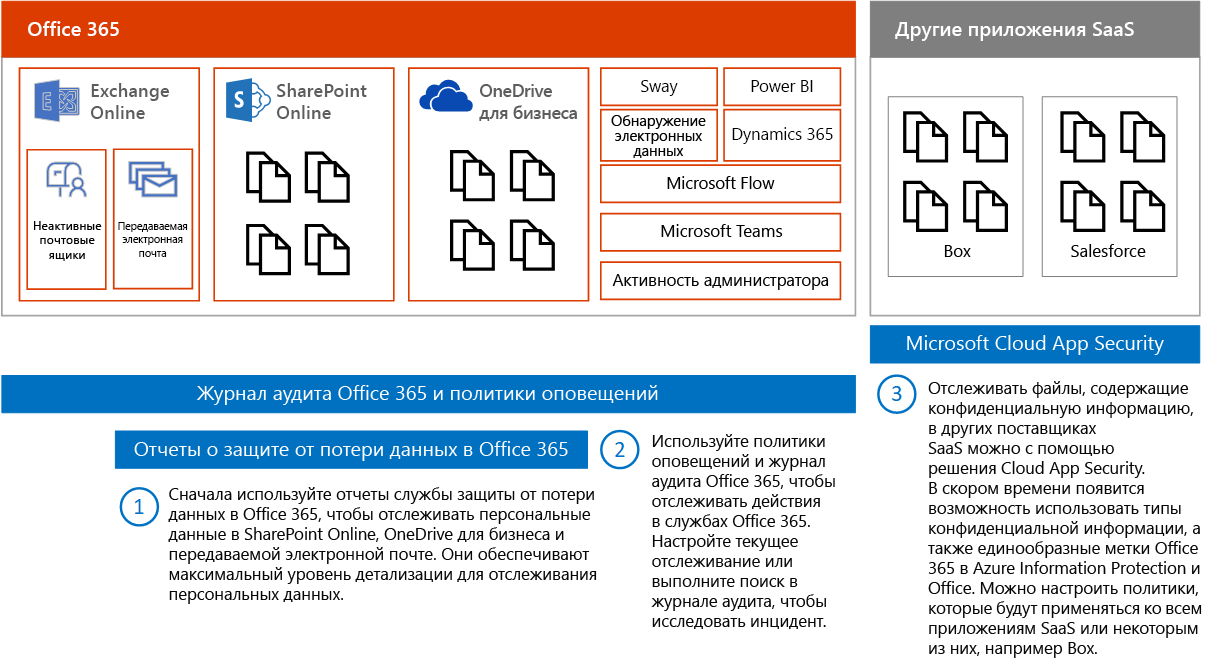 Office 365
Exchange
Online
Неактивные
почтовые
ящики
Передаваемая
электронная
почта
SharePoint
Online
OneDrive
для бизнеса
Sway
Power BI
Обнаружение
электронных
данных
Dynamics 365
Microsoft Flow
Microsoft Teams
Активность администратора
Другие приложения SaaS
Box
Salesforce
Журнал аудита Office 365 и политики оповещений
Отчеты о защите от потери данных в Office 365
1
Сначала используйте отчеты службы защиты от потери
данных в Office 365, чтобы отслеживать персональные
данные в SharePoint Online, OneDrive для бизнеса и
передаваемой электронной почте. Они обеспечивают
максимальный уровень детализации для отслеживания
персональных данных.
2
Используйте политики
оповещений и журнал
аудита Office 365, чтобы
отслеживать действия
в службах Office 365.
Настройте текущее
отслеживание или
выполните поиск в
журнале аудита, чтобы
исследовать инцидент.
Microsoft Cloud App Security
3
Отслеживать файлы, содержащие
конфиденциальную информацию,
в других поставщиках
SaaS можно с помощью
решения Cloud App Security.
В скором времени появится
возможность использовать типы
конфиденциальной информации, а
также единообразные метки Office
365 в Azure Information Protection и
Office. Можно настроить политики,
которые будут применяться ко всем
приложениям SaaS или некоторым
из них, например Box.